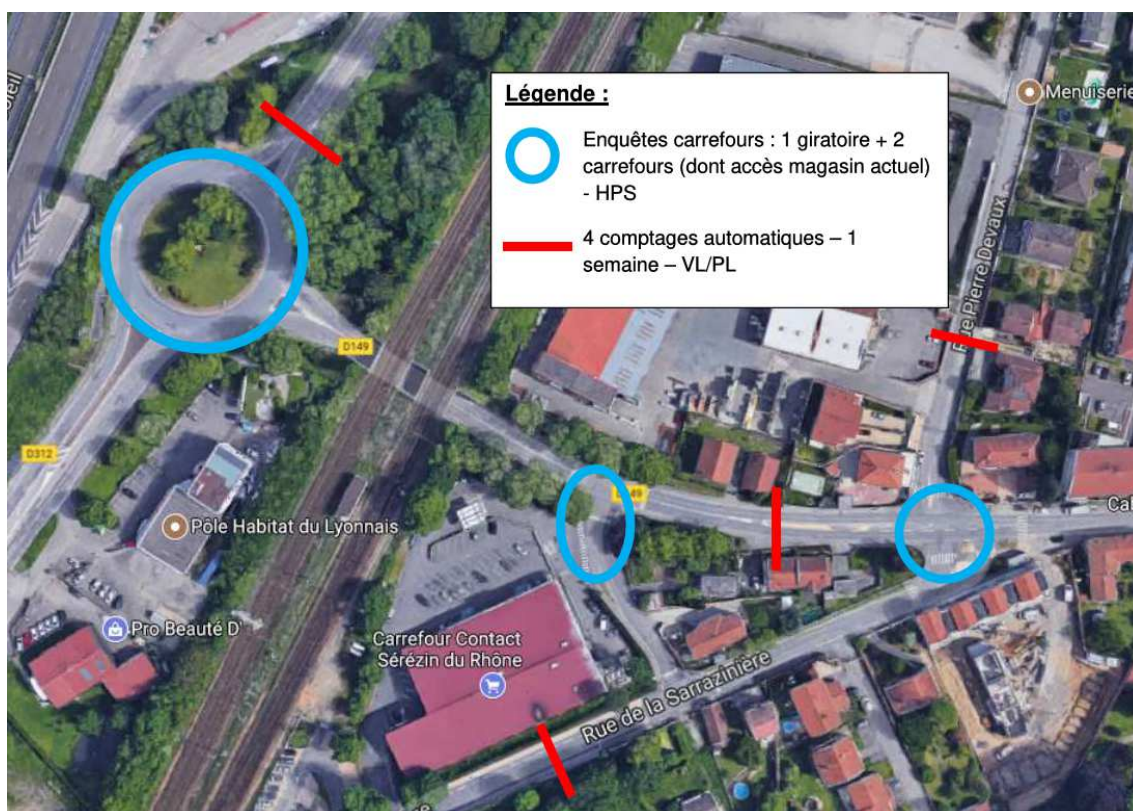 Légende :
Enquêtes carrefours : 1 giratoire + 2
carrefours (dont accès magasin actuel)
- HPS
4 comptages automatiques – 1
semaine – VL/PL
oleil
Menuiserie
Rue Pierre Devaux
D149
D312
D149
Cal
Pôle Habitat du Lyonnais
Pro Beauté D'
Carrefour Contact
Sérézin du Rhône
Rue de la Sarrazinière